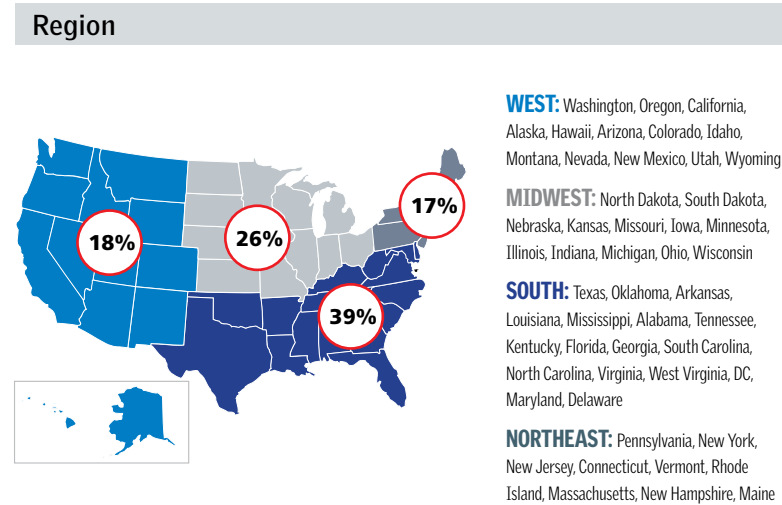 Region
WEST: Washington, Oregon, California,
Alaska, Hawaii, Arizona, Colorado, Idaho,
Montana, Nevada, New Mexico, Utah, Wyoming
MIDWEST: North Dakota, South Dakota,
Nebraska, Kansas, Missouri, Iowa, Minnesota,
Illinois, Indiana, Michigan, Ohio, Wisconsin
SOUTH: Texas, Oklahoma, Arkansas,
Louisiana, Mississippi, Alabama, Tennessee,
Kentucky, Florida, Georgia, South Carolina,
North Carolina, Virginia, West Virginia, DC,
Maryland, Delaware
NORTHEAST: Pennsylvania, New York,
New Jersey, Connecticut, Vermont, Rhode
Island, Massachusetts, New Hampshire, Maine
17%
18%
26%
39%